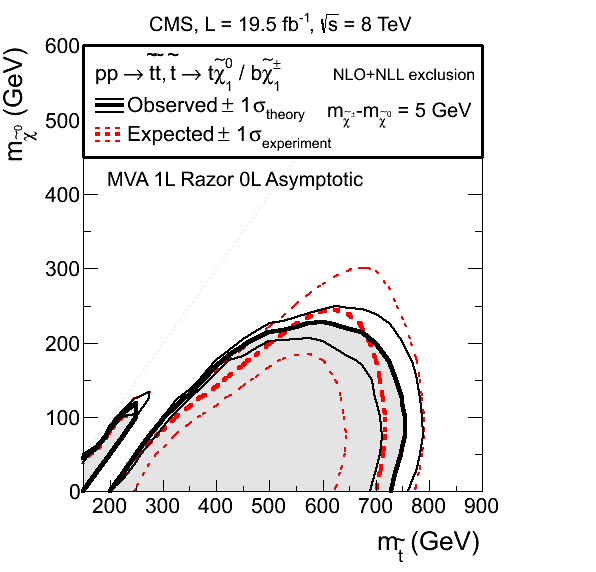 CMS, L = 19.5 fb⁻¹, √s = 8 TeV
pp → t̃t̃, t̃ → tχ̃₁⁰ / bχ̃₁± NLO+NLL exclusion
Observed ± 1σ_theory m_χ̃± - m_χ̃⁰ = 5 GeV
Expected ± 1σ_experiment
MVA 1L Razor 0L Asymptotic
m_χ̃⁰ (GeV)
600
500
400
300
200
100
0
200 300 400 500 600 700 800 900
m_t̃ (GeV)